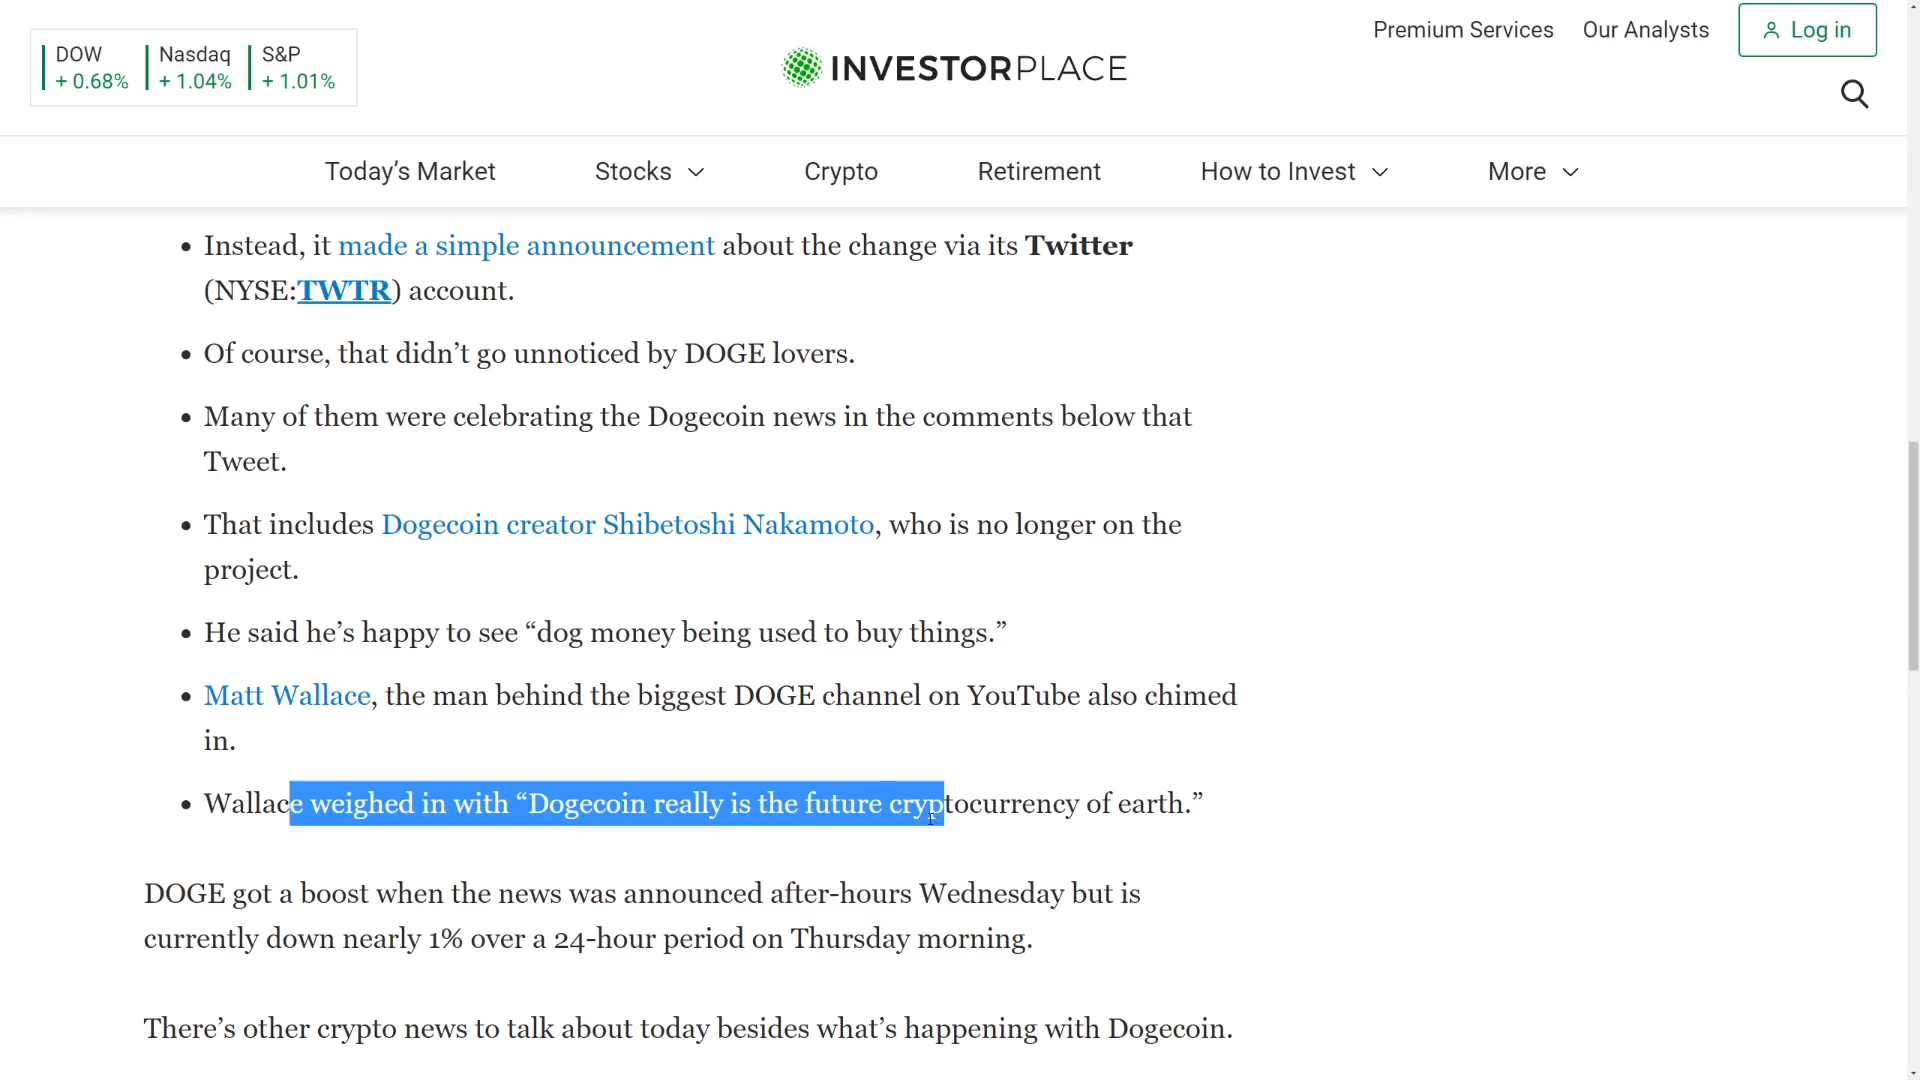 DOW
+ 0.68%
Nasdaq
+ 1.04%
S&P
+ 1.01%
INVESTORPLACE
Premium Services
Our Analysts
Log in
Today’s Market
Stocks
Crypto
Retirement
How to Invest
More
• Instead, it made a simple announcement about the change via its Twitter
(NYSE:TWTR) account.
• Of course, that didn’t go unnoticed by DOGE lovers.
• Many of them were celebrating the Dogecoin news in the comments below that
Tweet.
• That includes Dogecoin creator Shibetoshi Nakamoto, who is no longer on the
project.
• He said he’s happy to see “dog money being used to buy things.”
• Matt Wallace, the man behind the biggest DOGE channel on YouTube also chimed
in.
• Wallace weighed in with “Dogecoin really is the future cryptocurrency of earth.”
DOGE got a boost when the news was announced after-hours Wednesday but is
currently down nearly 1% over a 24-hour period on Thursday morning.
There’s other crypto news to talk about today besides what’s happening with Dogecoin.